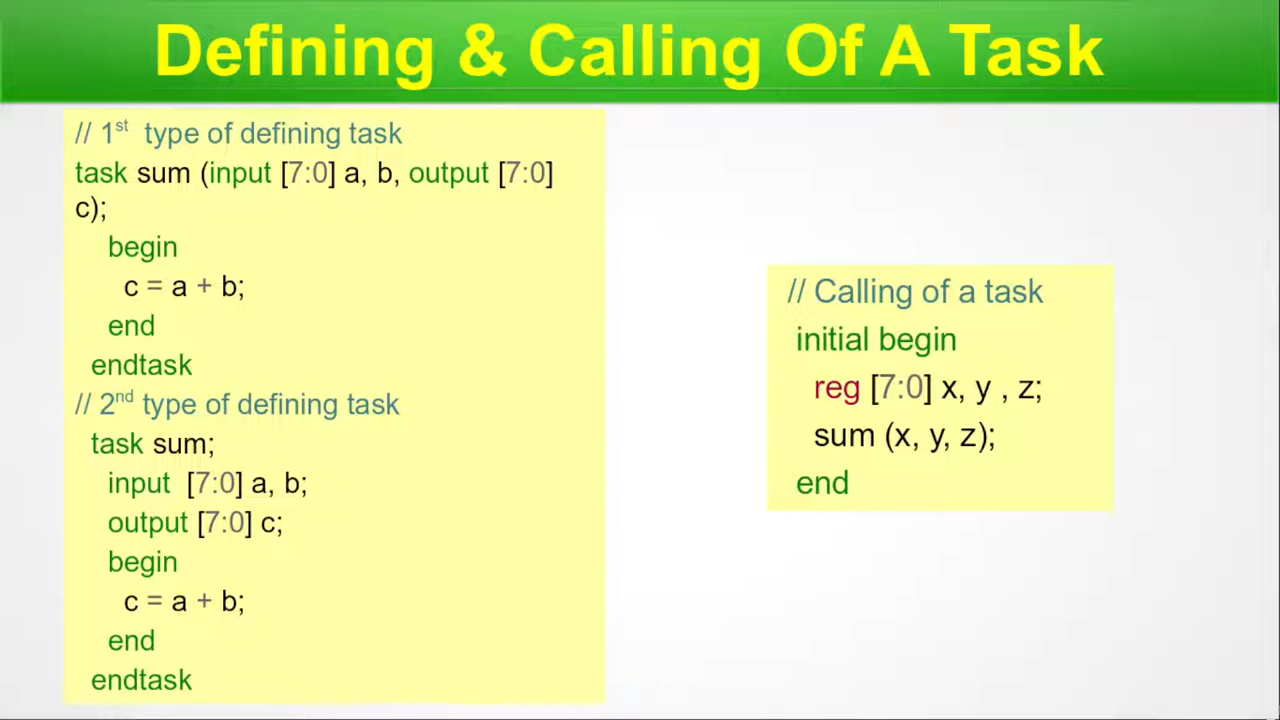 Defining & Calling Of A Task
// 1st type of defining task
task sum (input [7:0] a, b, output [7:0]
c);
begin
c = a + b;
end
endtask
// 2nd type of defining task
task sum;
input [7:0] a, b;
output [7:0] c;
begin
c = a + b;
end
endtask
// Calling of a task
initial begin
reg [7:0] x, y , z;
sum (x, y, z);
end